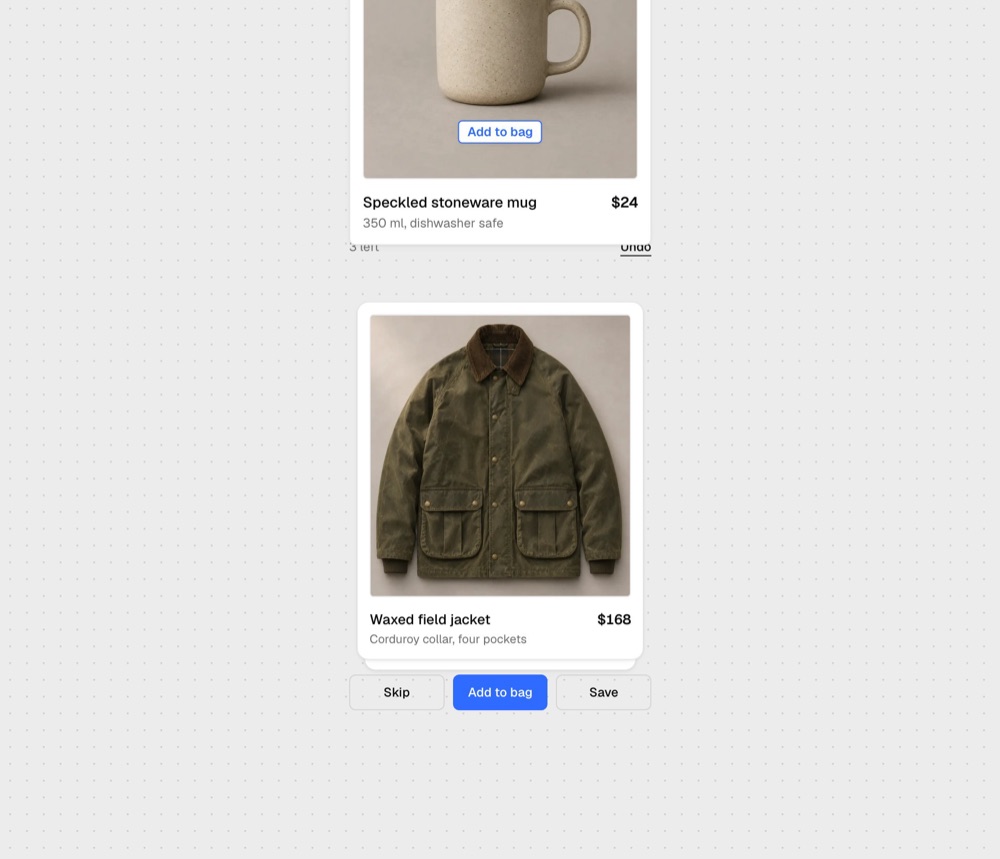 Add to bag
Speckled stoneware mug $24
350 ml, dishwasher safe
3 left Undo
Waxed field jacket $168
Corduroy collar, four pockets
Skip Add to bag Save